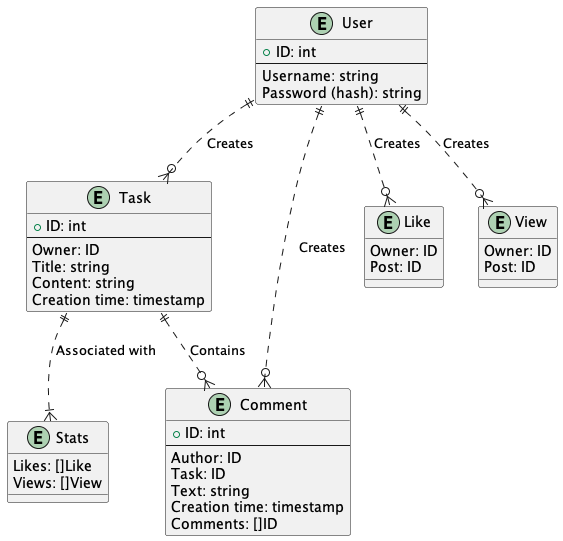 E User
ID: int
Username: string
Password (hash): string
Creates
Creates
Creates
E Task
ID: int
Owner: ID
Title: string
Content: string
Creation time: timestamp
E Like
Owner: ID
Post: ID
E View
Owner: ID
Post: ID
Creates
Associated with
Contains
E Stats
Likes: []Like
Views: []View
E Comment
ID: int
Author: ID
Task: ID
Text: string
Creation time: timestamp
Comments: []ID